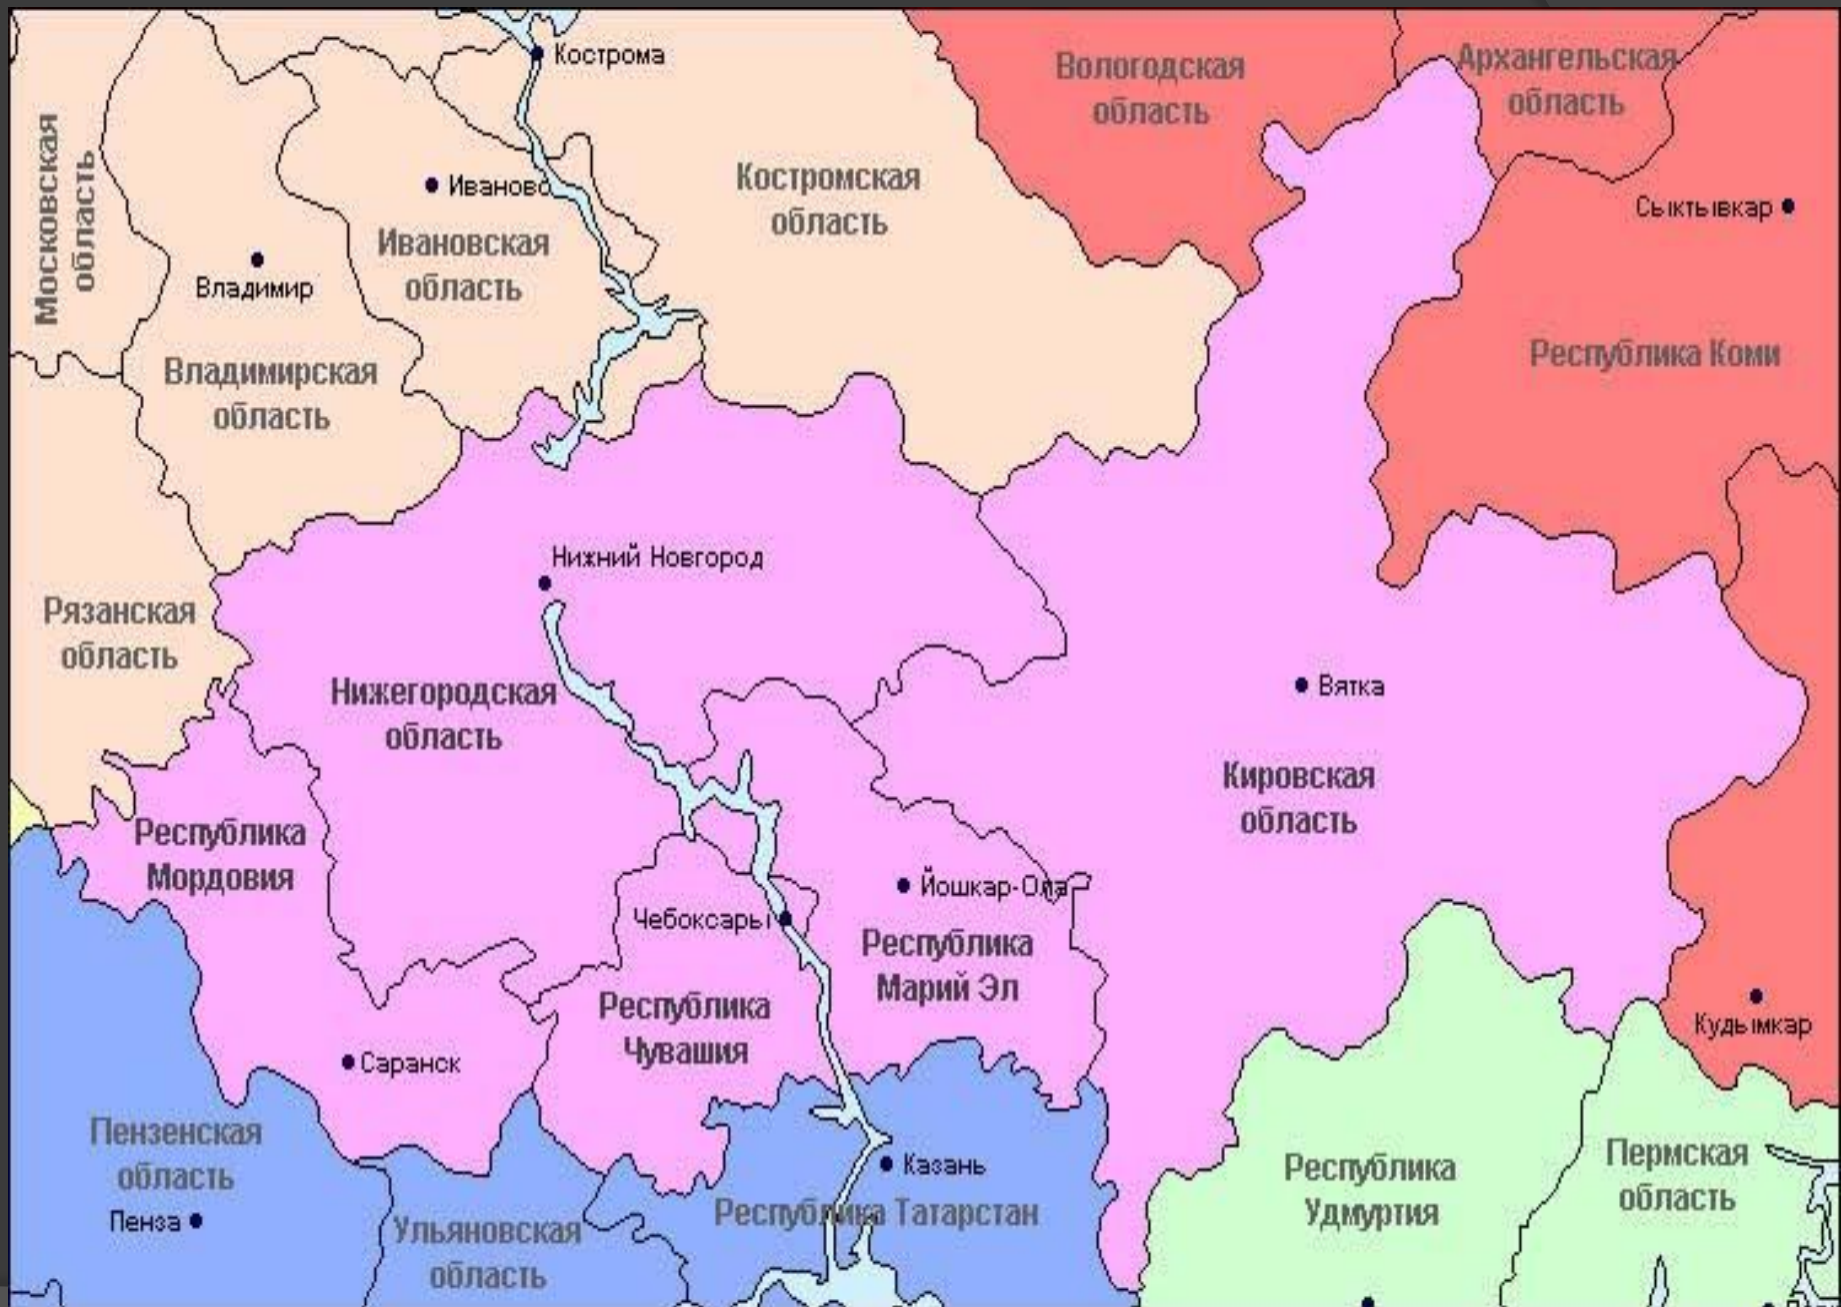 Кострома
Вологодская
область
Архангельская
область
Московская
область
Иваново
Костромская
область
Сыктывкар
Ивановская
область
Владимир
Владимирская
область
Республика Коми
Нижний Новгород
Рязанская
область
Нижегородская
область
Вятка
Кировская
область
Республика
Мордовия
Йошкар-Ола
Чебоксары
Республика
Марий Эл
Республика
Чувашия
Саранск
Кудымкар
Пензенская
область
Казань
Республика
Удмуртия
Пермская
область
Пенза
Республика Татарстан
Ульяновская
область